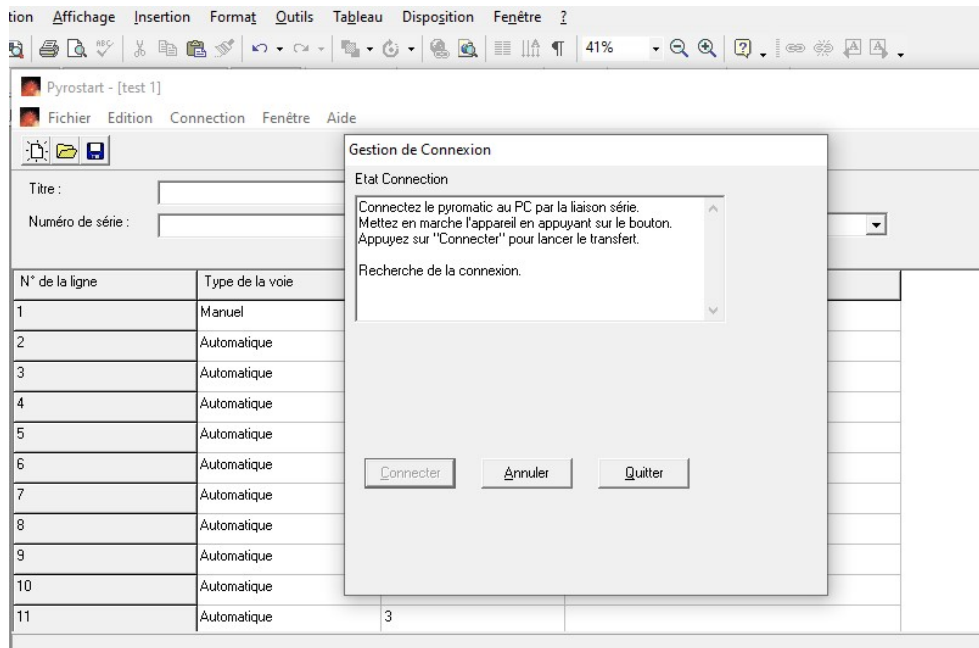 tion Affichage Insertion Format Outils Tableau Disposition Fenêtre ?
ABC 41%
Pyrostart - [test 1]
Fichier Edition Connection Fenêtre Aide
Gestion de Connexion
Etat Connection
Titre :
Connectez le pyromatic au PC par la liaison série.
Numéro de série :
Mettez en marche l'appareil en appuyant sur le bouton.
Appuyez sur "Connecter" pour lancer le transfert.
Recherche de la connexion.
N° de la ligne Type de la voie
1 Manuel
2 Automatique
3 Automatique
4 Automatique
5 Automatique
6 Automatique
Connecter Annuler Quitter
7 Automatique
8 Automatique
9 Automatique
10 Automatique
11 Automatique 3